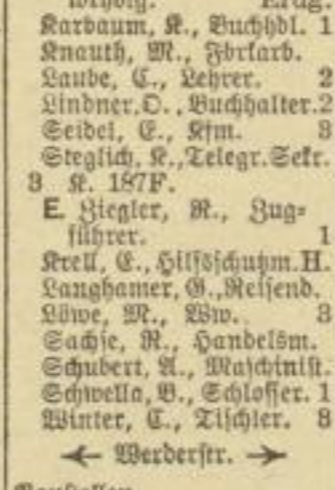 Karbaum, K., Buchhdl. 1
Knauth, M., Fbrkarb.
Laube, C., Lehrer. 2
Lindner, O., Buchhalter. 2
Seidel, E., Kfm. 3
Steglich, K., Telegr.Sekr.
3 K. 187F.
E. Ziegler, R., Zug-
führer. 1
Krell, E., Hilfsschutzm. H.
Langhamer, G., Reisend.
Löwe, M., Ww. 3
Sachse, R., Handelsm.
Schubert, A., Maschinist.
Schwella, B., Schlosser. 1
Winter, C., Tischler. 3
← Werderstr. →